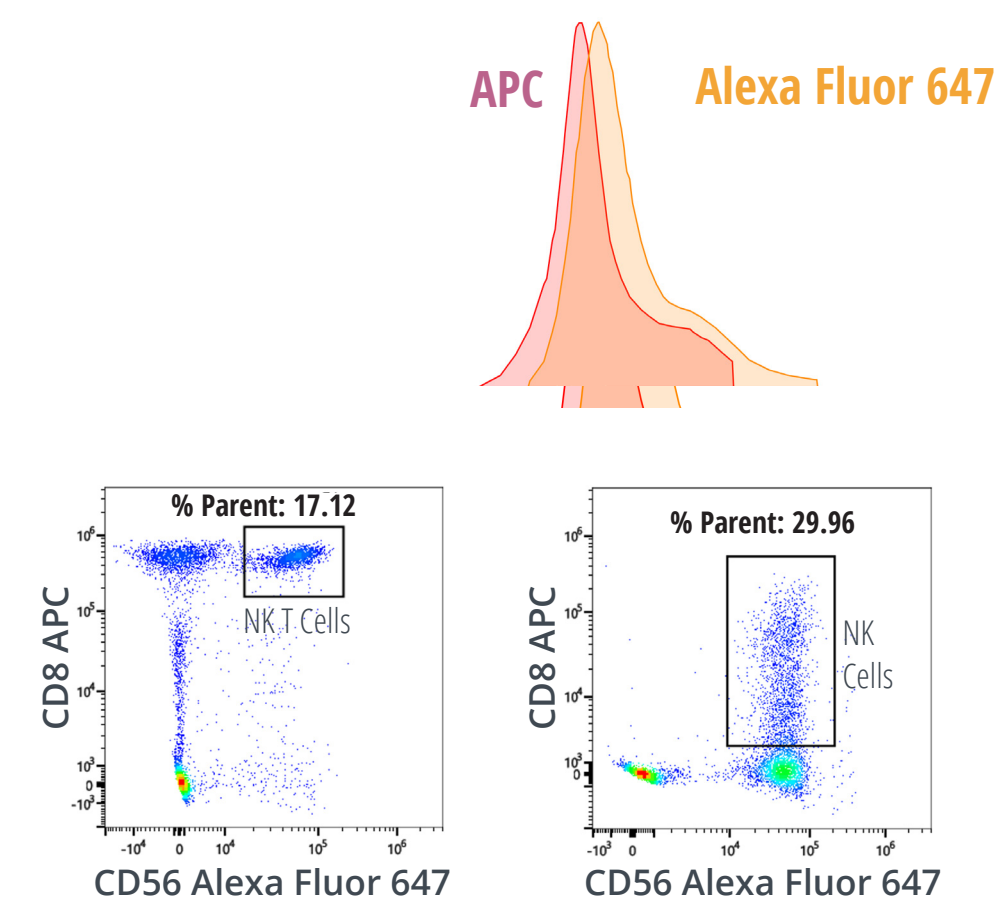 APC
Alexa Fluor 647
% Parent: 17.12
10⁶
10⁵
10⁴
10³
0
-10³
CD8 APC
NK T Cells
-10⁴ 0 10⁴ 10⁵ 10⁶
CD56 Alexa Fluor 647
% Parent: 29.96
10⁶
10⁵
10⁴
10³
0
CD8 APC
NK
Cells
-10³ 0 10⁴ 10⁵ 10⁶
CD56 Alexa Fluor 647